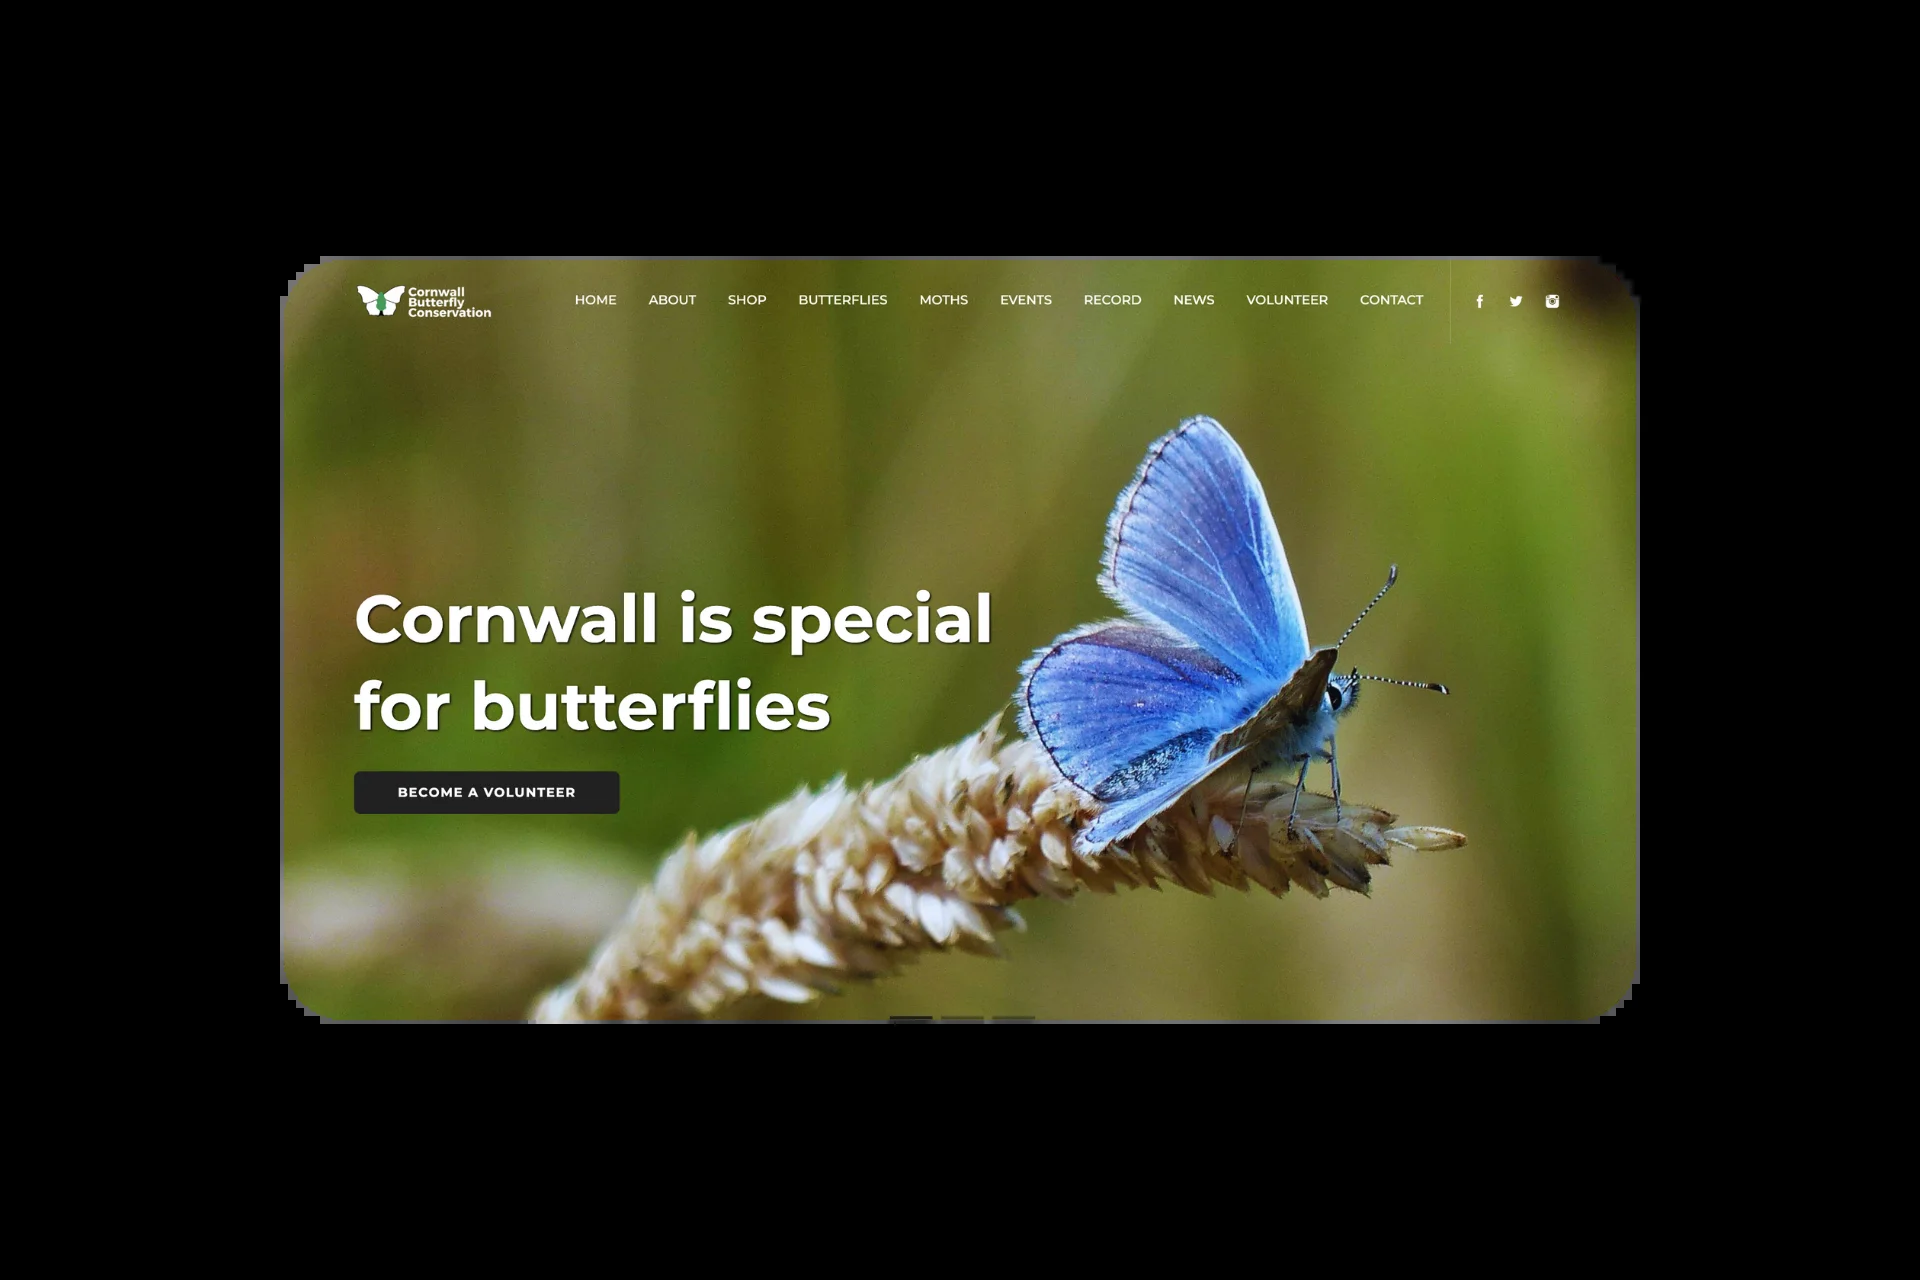 Cornwall
Butterfly
Conservation
HOME ABOUT SHOP BUTTERFLIES MOTHS EVENTS RECORD NEWS VOLUNTEER CONTACT
Cornwall is special
for butterflies
BECOME A VOLUNTEER